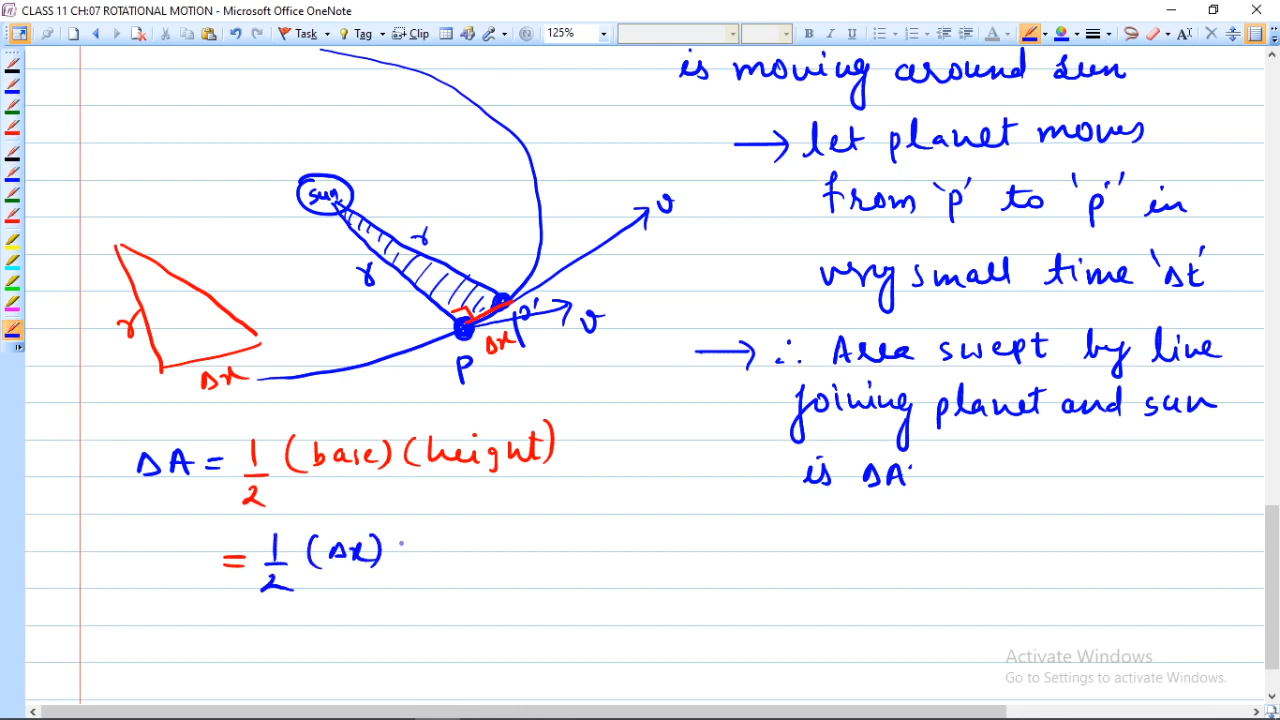 CLASS 11 CH:07 ROTATIONAL MOTION - Microsoft Office OneNote
Task Tag Clip 125% B I U
is moving around sun
→ let planet moves
from 'p' to 'p'' in
very small time 'Δt'
→ ∴ Area swept by line
joining planet and sun
is ΔA.
sun
r
r
v
v
p'
Δx
P
r
Δx
ΔA = 1/2 (base) (height)
= 1/2 (Δx)
Activate Windows
Go to Settings to activate Windows.